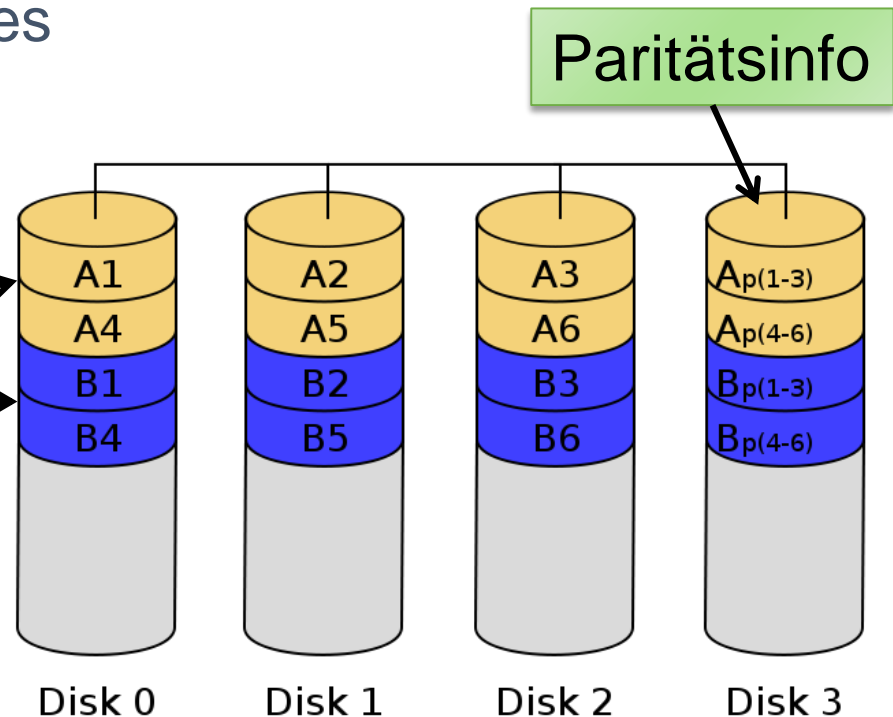 es
Paritätsinfo
A1 A2 A3 Ap(1-3)
A4 A5 A6 Ap(4-6)
B1 B2 B3 Bp(1-3)
B4 B5 B6 Bp(4-6)
Disk 0 Disk 1 Disk 2 Disk 3